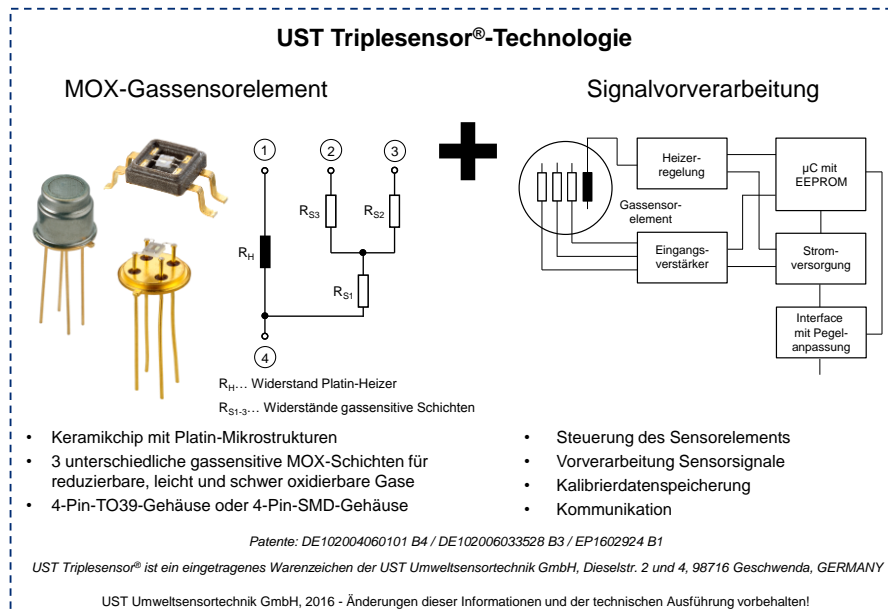 UST Triplesensor®-Technologie
MOX-Gassensorelement
1
2
3
RS3
RS2
RH
RS1
4
RH… Widerstand Platin-Heizer
RS1-3… Widerstände gassensitive Schichten
Signalvorverarbeitung
Heizer-
regelung
µC mit
EEPROM
Gassensor-
element
Eingangs-
verstärker
Strom-
versorgung
Interface
mit Pegel-
anpassung
• Keramikchip mit Platin-Mikrostrukturen
• 3 unterschiedliche gassensitive MOX-Schichten für
reduzierbare, leicht und schwer oxidierbare Gase
• 4-Pin-TO39-Gehäuse oder 4-Pin-SMD-Gehäuse
• Steuerung des Sensorelements
• Vorverarbeitung Sensorsignale
• Kalibrierdatenspeicherung
• Kommunikation
Patente: DE102004060101 B4 / DE102006033528 B3 / EP1602924 B1
UST Triplesensor® ist ein eingetragenes Warenzeichen der UST Umweltsensortechnik GmbH, Dieselstr. 2 und 4, 98716 Geschwenda, GERMANY
UST Umweltsensortechnik GmbH, 2016 - Änderungen dieser Informationen und der technischen Ausführung vorbehalten!